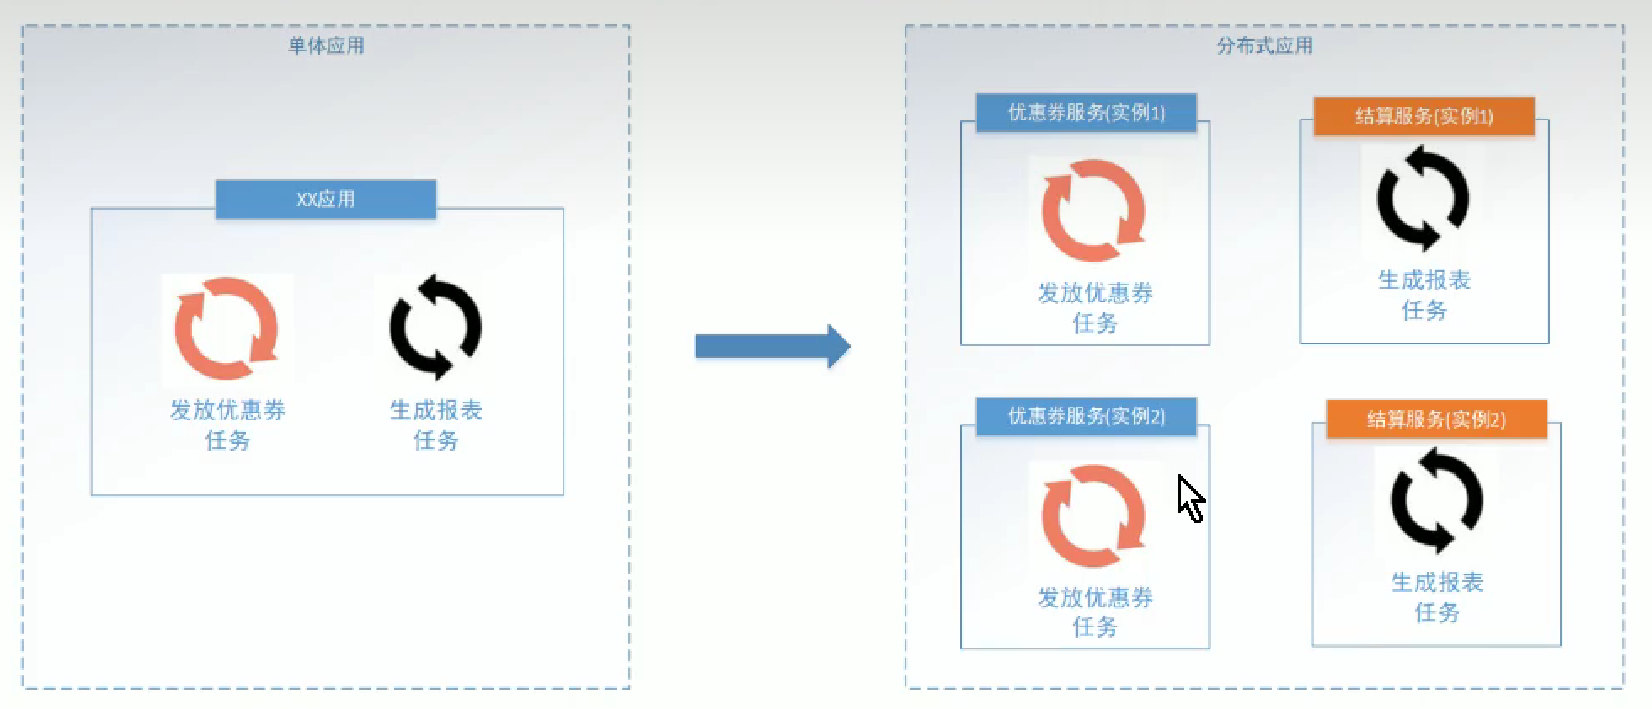 单体应用
XX应用
发放优惠券
任务
生成报表
任务
分布式应用
优惠券服务(实例1)
发放优惠券
任务
结算服务(实例1)
生成报表
任务
优惠券服务(实例2)
发放优惠券
任务
结算服务(实例2)
生成报表
任务